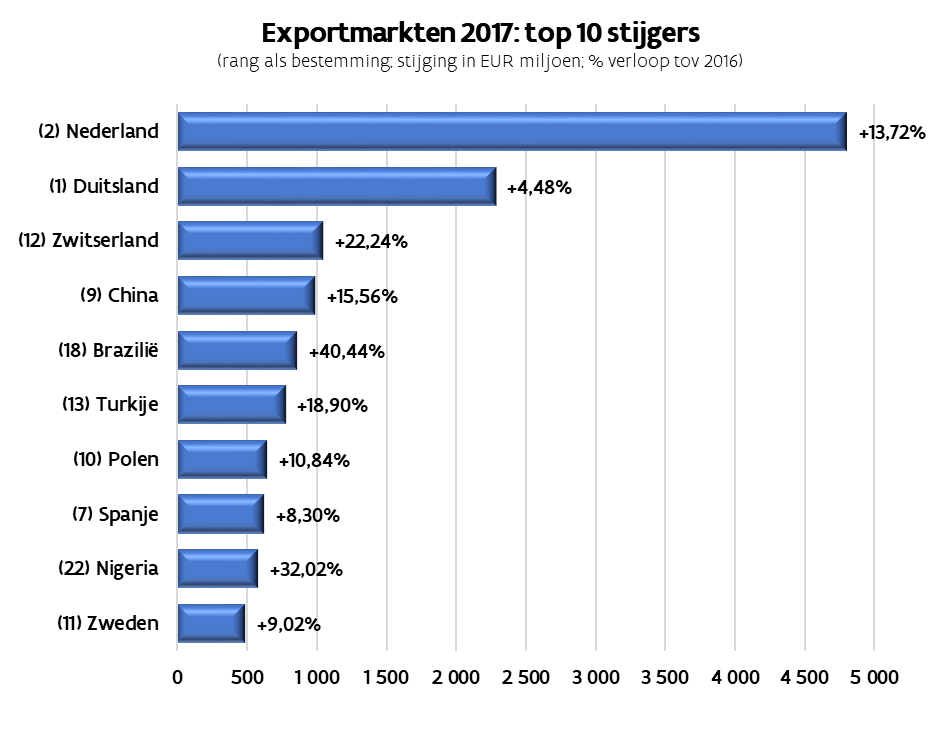 Exportmarkten 2017: top 10 stijgers
(rang als bestemming; stijging in EUR miljoen; % verloop tov 2016)
(2) Nederland +13,72%
(1) Duitsland +4,48%
(12) Zwitserland +22,24%
(9) China +15,56%
(18) Brazilië +40,44%
(13) Turkije +18,90%
(10) Polen +10,84%
(7) Spanje +8,30%
(22) Nigeria +32,02%
(11) Zweden +9,02%
0 500 1 000 1 500 2 000 2 500 3 000 3 500 4 000 4 500 5 000